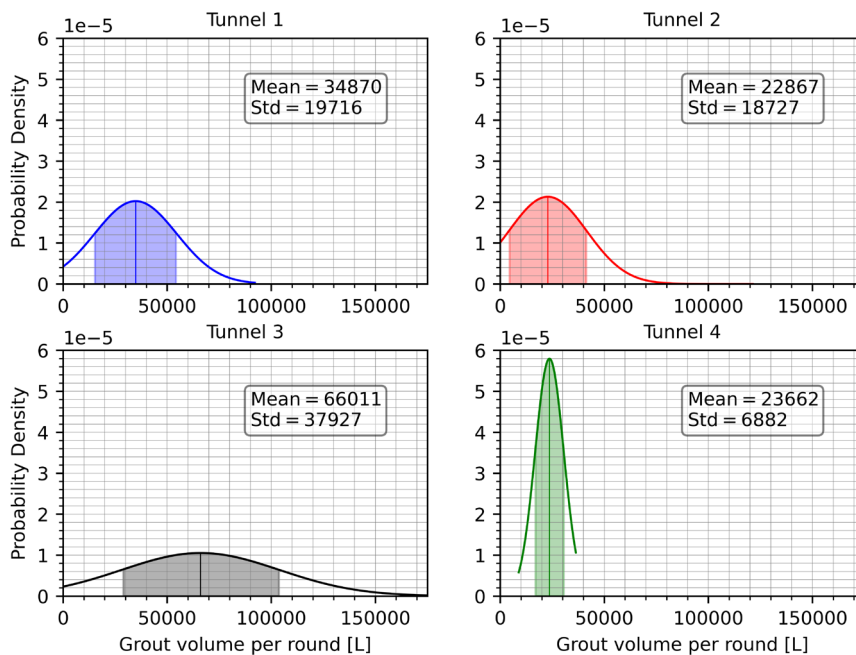 Tunnel 1
1e−5
Probability Density
6
5
4
3
2
1
0
Mean = 34870
Std = 19716
0 50000 100000 150000
Tunnel 2
1e−5
6
5
4
3
2
1
0
Mean = 22867
Std = 18727
0 50000 100000 150000
Tunnel 3
1e−5
Probability Density
6
5
4
3
2
1
0
Mean = 66011
Std = 37927
0 50000 100000 150000
Grout volume per round [L]
Tunnel 4
1e−5
6
5
4
3
2
1
0
Mean = 23662
Std = 6882
0 50000 100000 150000
Grout volume per round [L]